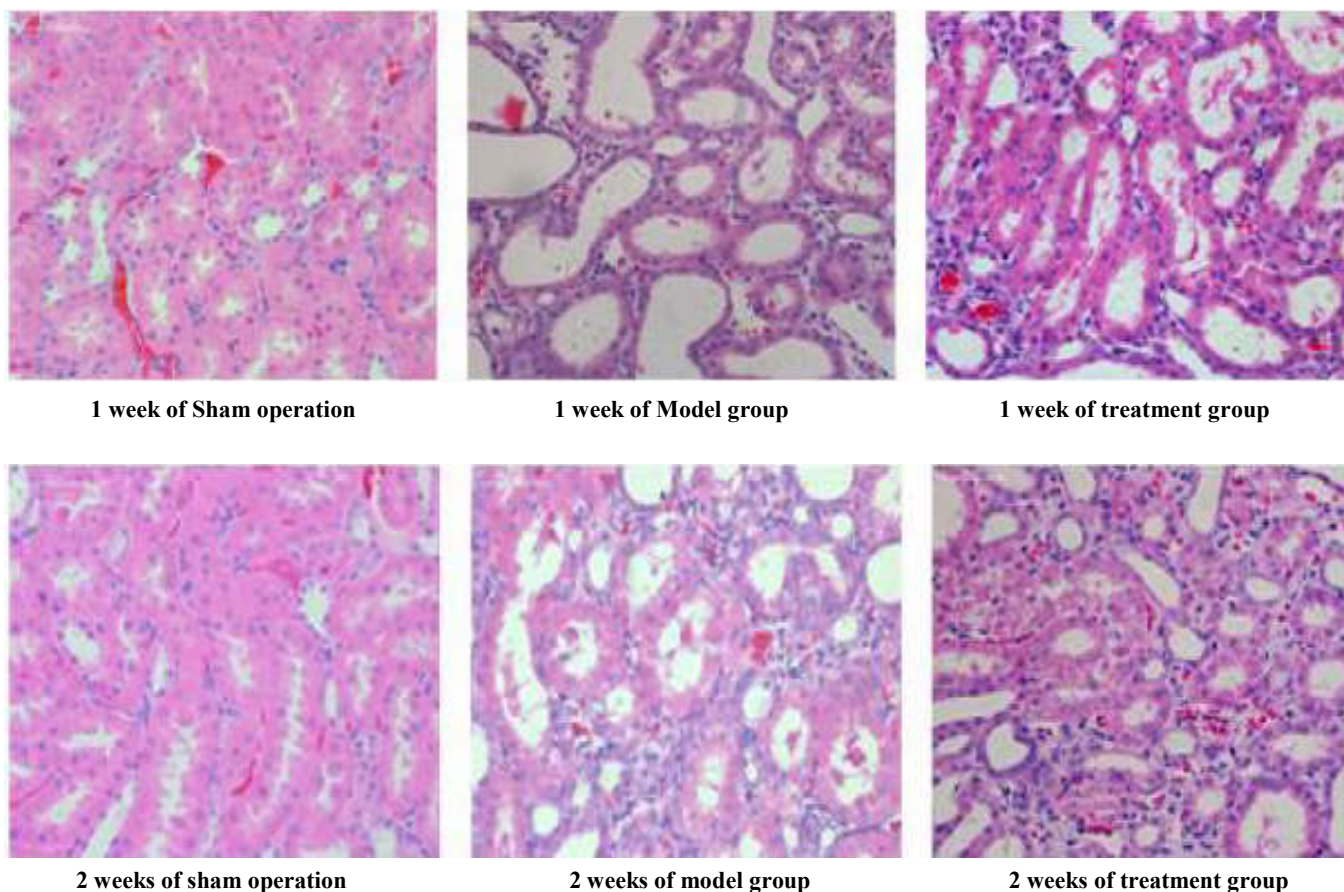 1 week of Sham operation
1 week of Model group
1 week of treatment group
2 weeks of sham operation
2 weeks of model group
2 weeks of treatment group